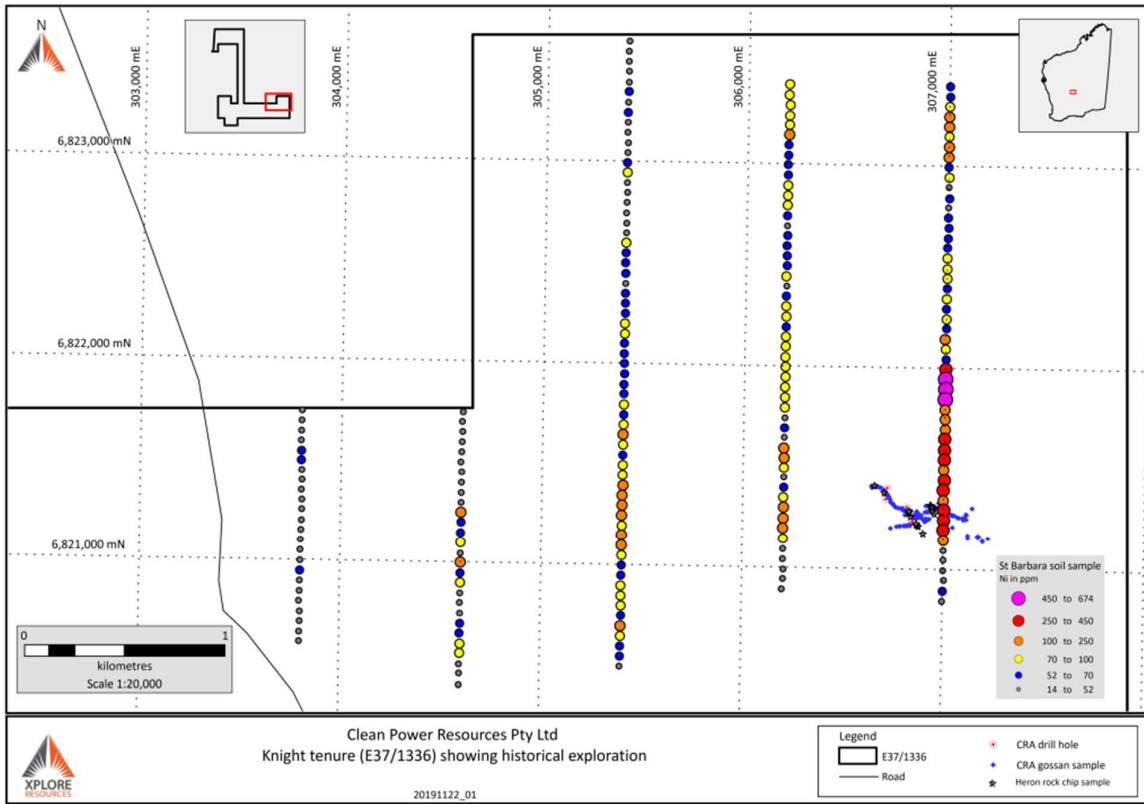 N
303,000 mE
304,000 mE
305,000 mE
306,000 mE
307,000 mE
6,823,000 mN
6,822,000 mN
6,821,000 mN
0 1
kilometres
Scale 1:20,000
St Barbara soil sample
Ni in ppm
450 to 674
250 to 450
100 to 250
70 to 100
52 to 70
14 to 52
XPLORE
RESOURCES
Clean Power Resources Pty Ltd
Knight tenure (E37/1336) showing historical exploration
20191122_01
Legend
E37/1336
Road
CRA drill hole
CRA gossan sample
Heron rock chip sample